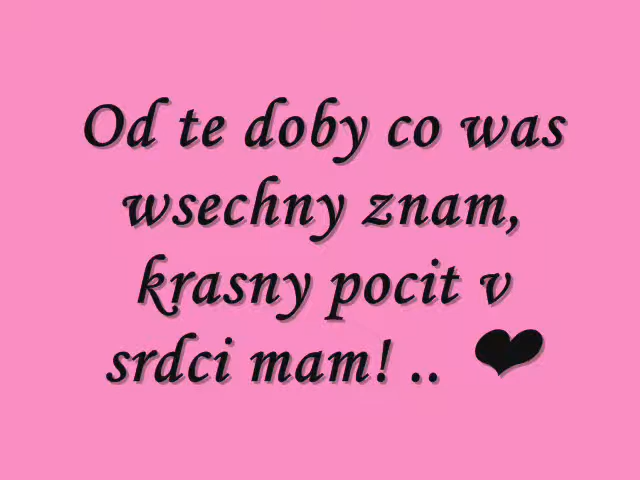 Od te doby co was
wsechny znam,
krasny pocit v
srdci mam! .. ❤